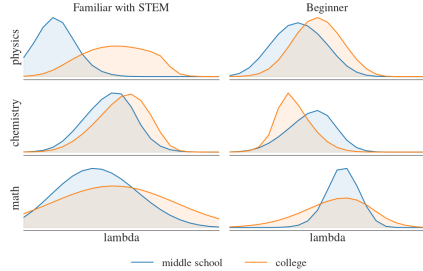 Familiar with STEM
Beginner
physics
chemistry
math
lambda
lambda
middle school
college